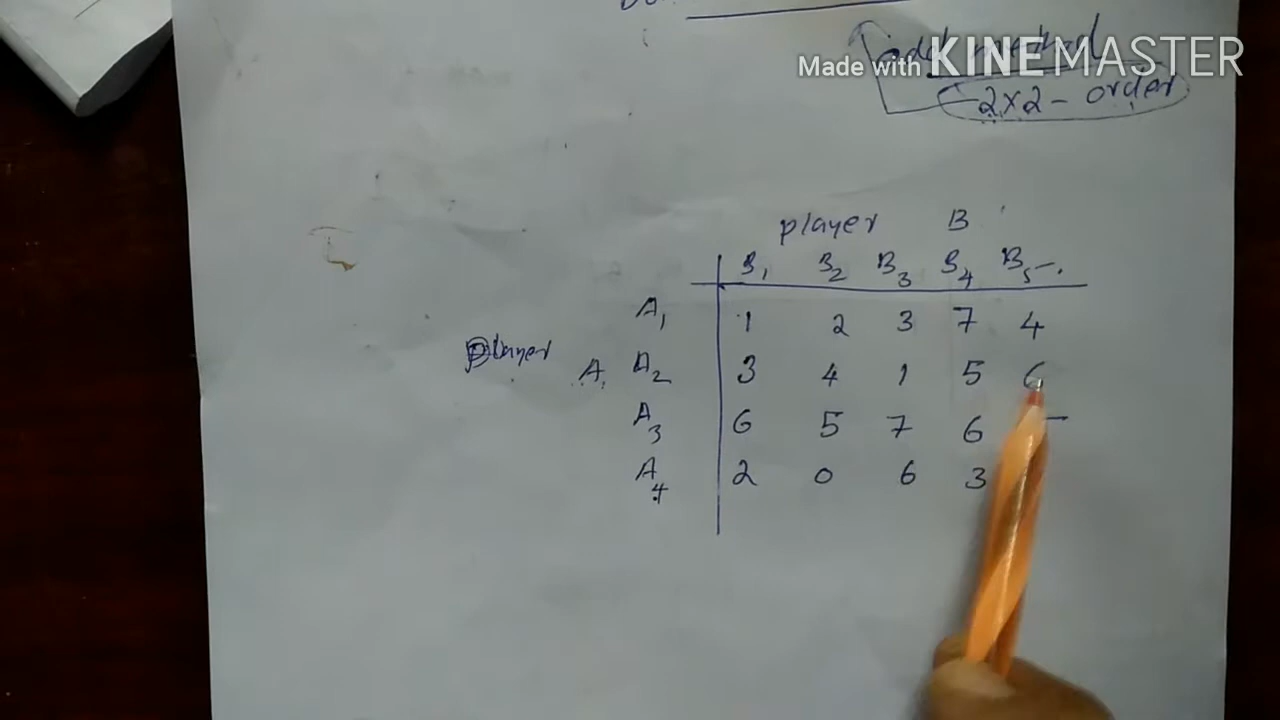 Made with KINEMASTER
method
2x2 - order
player B
B1 B2 B3 B4 B5
A1 1 2 3 7 4
player A A2 3 4 1 5 6
A3 6 5 7 6
A4 2 0 6 3